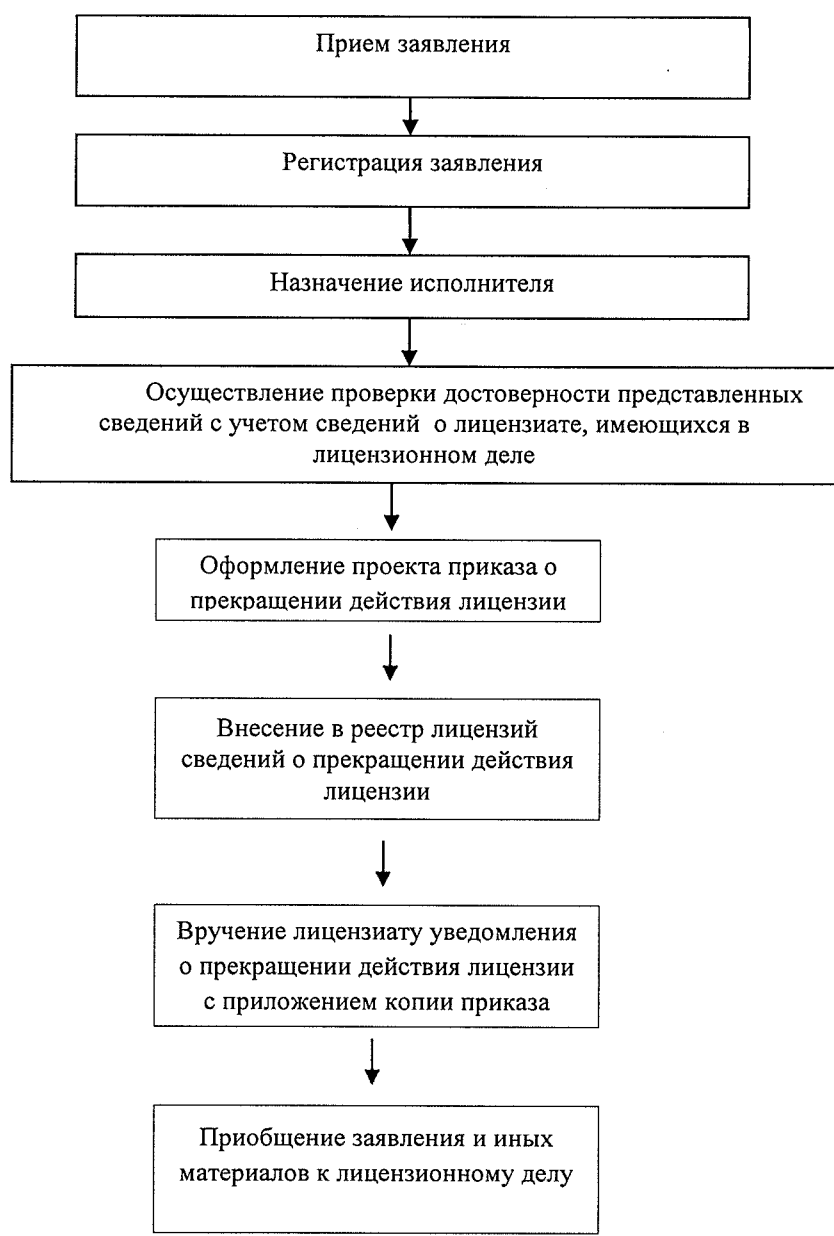 Прием заявления
Регистрация заявления
Назначение исполнителя
Осуществление проверки достоверности представленных
сведений с учетом сведений о лицензиате, имеющихся в
лицензионном деле
Оформление проекта приказа о
прекращении действия лицензии
Внесение в реестр лицензий
сведений о прекращении действия
лицензии
Вручение лицензиату уведомления
о прекращении действия лицензии
с приложением копии приказа
Приобщение заявления и иных
материалов к лицензионному делу